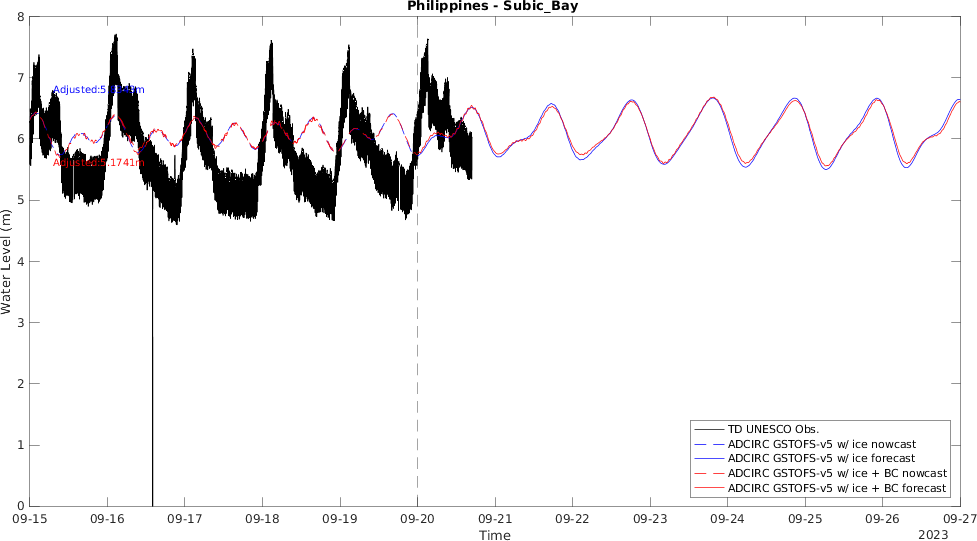 Philippines - Subic_Bay
Water Level (m)
8
7
6
5
4
3
2
1
0
Adjusted:5.1741m
TD UNESCO Obs.
ADCIRC GSTOFS-v5 w/ ice nowcast
ADCIRC GSTOFS-v5 w/ ice forecast
ADCIRC GSTOFS-v5 w/ ice + BC nowcast
ADCIRC GSTOFS-v5 w/ ice + BC forecast
09-15 09-16 09-17 09-18 09-19 09-20 09-21 09-22 09-23 09-24 09-25 09-26 09-27
Time
2023